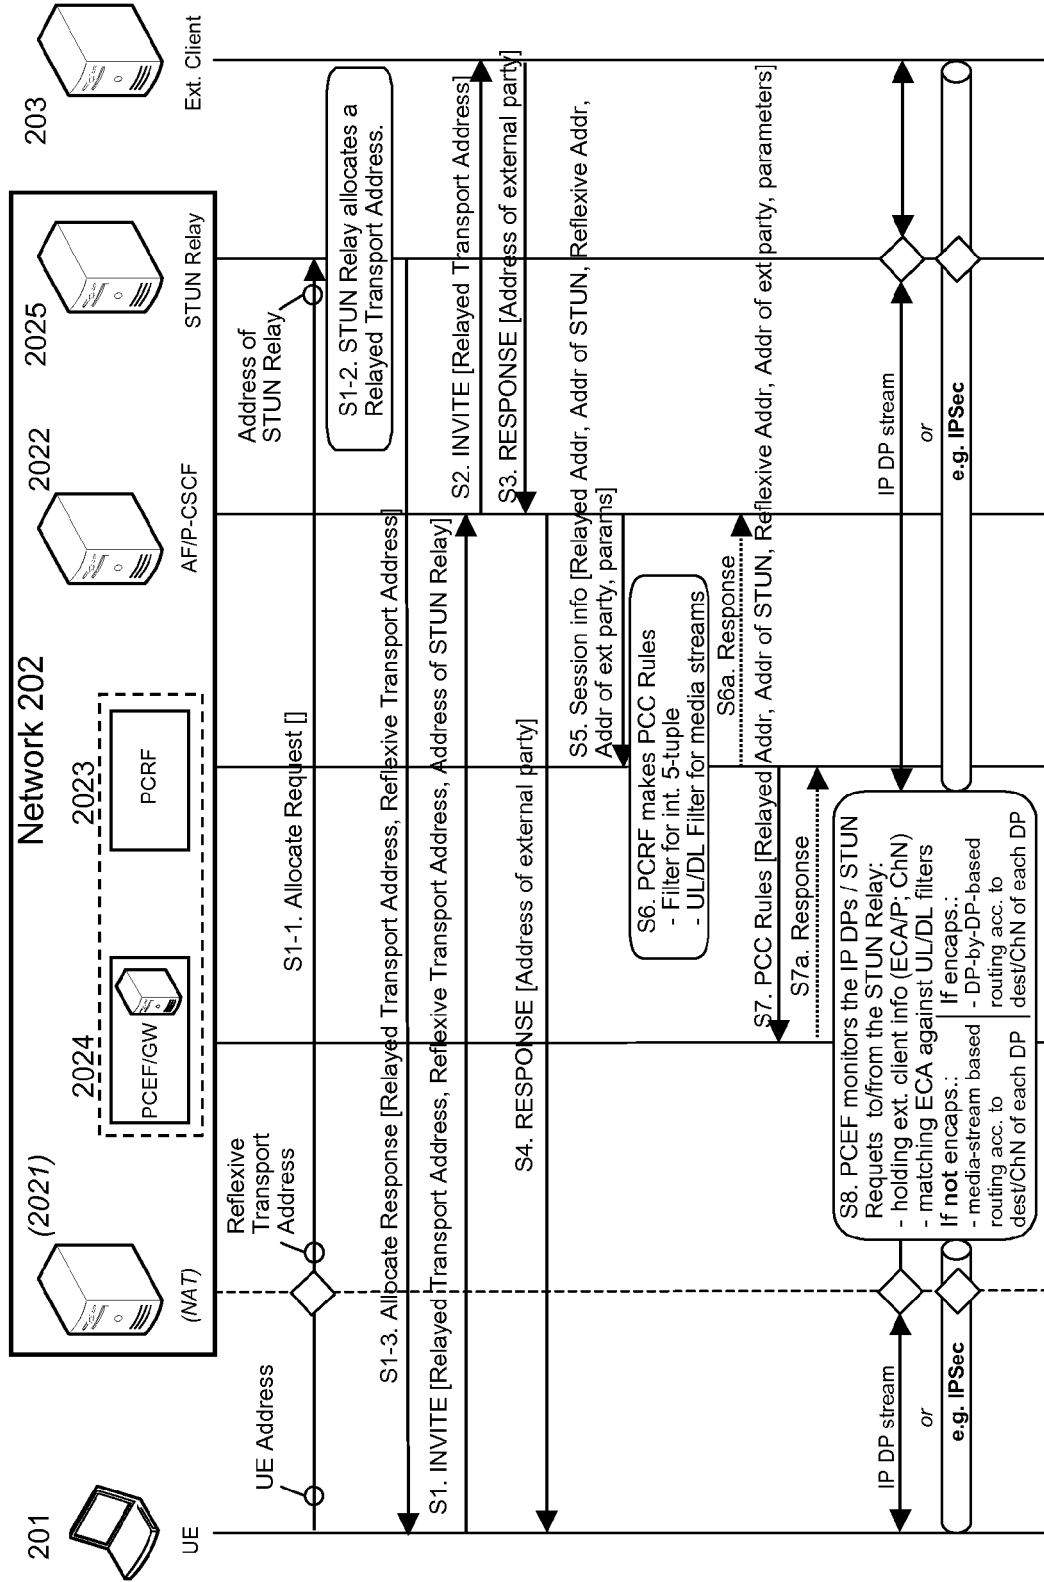 Network 202
201
UE
(2021)
(NAT)
2024
PCEF/GW
2023
PCRF
2022
AF/P-CSCF
2025
STUN Relay
203
Ext. Client
UE Address
Reflexive
Transport
Address
S1-1. Allocate Request []
Address of
STUN Relay
S1-2. STUN Relay allocates a
Relayed Transport Address.
S1-3. Allocate Response [Relayed Transport Address, Reflexive Transport Address]
S1. INVITE [Relayed Transport Address, Reflexive Transport Address, Address of STUN Relay]
S2. INVITE [Relayed Transport Address]
S3. RESPONSE [Address of external party]
S4. RESPONSE [Address of external party]
S5. Session info [Relayed Addr, Addr of STUN, Reflexive Addr,
Addr of ext party, params]
S6. PCRF makes PCC Rules
- Filter for int. 5-tuple
- UL/DL Filter for media streams
S6a. Response
S7. PCC Rules [Relayed Addr, Addr of STUN, Reflexive Addr, Addr of ext party, parameters]
S7a. Response
S8. PCEF monitors the IP DPs / STUN
Requets to/from the STUN Relay:
- holding ext. client info (ECA/P; ChN)
- matching ECA against UL/DL filters
If not encaps.:
- media-stream based
routing acc. to
dest/ChN of each DP
If encaps.:
- DP-by-DP-based
routing acc. to
dest/ChN of each DP
IP DP stream
or
e.g. IPSec
IP DP stream
or
e.g. IPSec